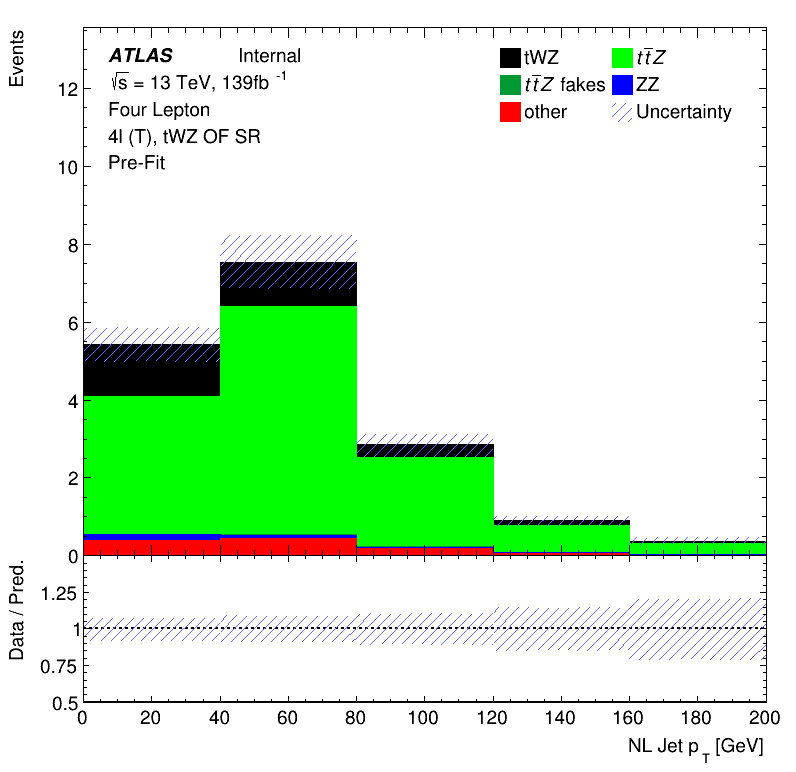 Events
ATLAS Internal
√s = 13 TeV, 139fb⁻¹
Four Lepton
4l (T), tWZ OF SR
Pre-Fit
tWZ
tt̄Z
tt̄Z fakes
ZZ
other
Uncertainty
12
10
8
6
4
2
0
Data / Pred.
1.25
1
0.75
0.5
0 20 40 60 80 100 120 140 160 180 200
NL Jet p_T [GeV]